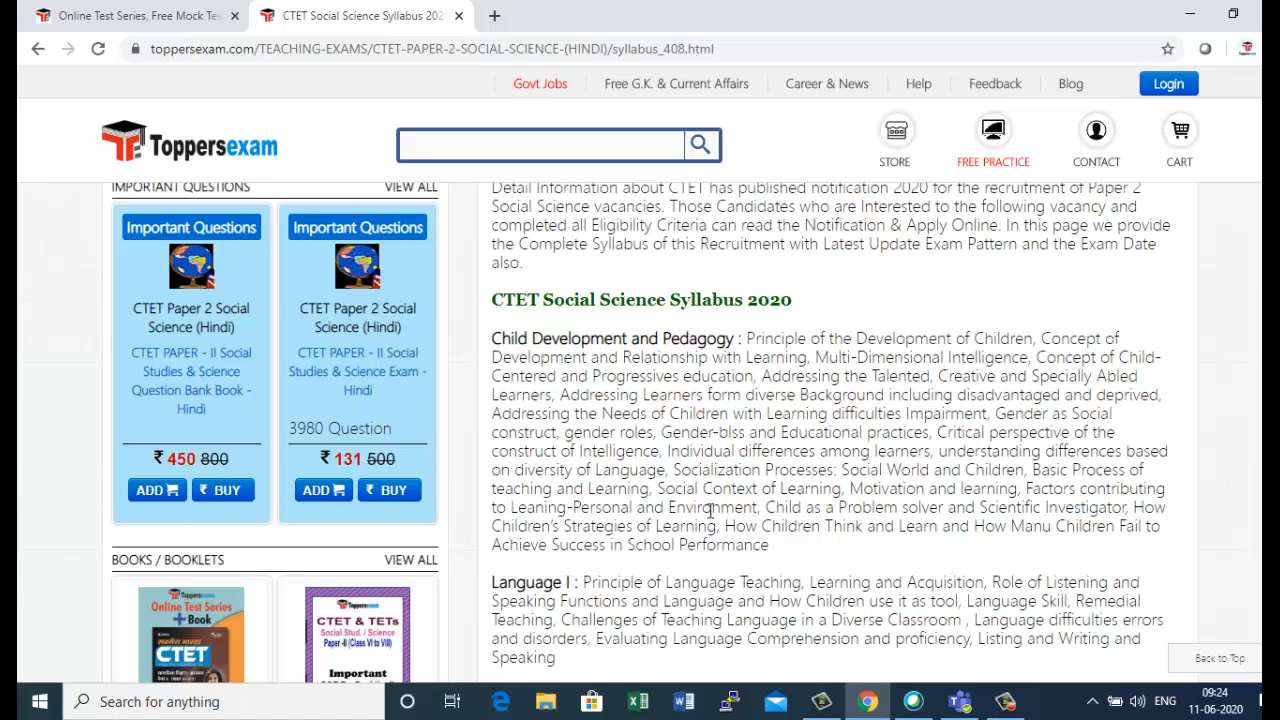 Online Test Series, Free Mock Tes
CTET Social Science Syllabus 202
toppersexam.com/TEACHING-EXAMS/CTET-PAPER-2-SOCIAL-SCIENCE-(HINDI)/syllabus_408.html
Govt Jobs
Free G.K. & Current Affairs
Career & News
Help
Feedback
Blog
Login
Toppersexam
STORE
FREE PRACTICE
CONTACT
CART
IMPORTANT QUESTIONS
VIEW ALL
Important Questions
CTET Paper 2 Social
Science (Hindi)
CTET PAPER - II Social
Studies & Science
Question Bank Book -
Hindi
₹ 450 800
ADD
₹ BUY
Important Questions
CTET Paper 2 Social
Science (Hindi)
CTET PAPER - II Social
Studies & Science Exam -
Hindi
3980 Question
₹ 131 500
ADD
₹ BUY
BOOKS / BOOKLETS
VIEW ALL
Toppersexam
Online Test Series
+Book
CTET
Toppersexam
CTET & TETs
Social Stud. / Science
Paper -II (Class VI to VIII)
Important
Detail Information about CTET has published notification 2020 for the recruitment of Paper 2
Social Science vacancies. Those Candidates who are Interested to the following vacancy and
completed all Eligibility Criteria can read the Notification & Apply Online. In this page we provide
the Complete Syllabus of this Recruitment with Latest Update Exam Pattern and the Exam Date
also.
CTET Social Science Syllabus 2020
Child Development and Pedagogy : Principle of the Development of Children, Concept of
Development and Relationship with Learning, Multi-Dimensional Intelligence, Concept of Child-
Centered and Progressives education, Addressing the Talented, Creative and Specially Abled
Learners, Addressing Learners form diverse Background including disadvantaged and deprived,
Addressing the Needs of Children with Learning difficulties Impairment, Gender as Social
construct, gender roles, Gender-blss and Educational practices, Critical perspective of the
construct of Intelligence, Individual differences among learners, understanding differences based
on diversity of Language, Socialization Processes: Social World and Children, Basic Process of
teaching and Learning, Social Context of Learning, Motivation and learning, Factors contributing
to Leaning-Personal and Environment, Child as a Problem solver and Scientific Investigator, How
Children's Strategies of Learning, How Children Think and Learn and How Manu Children Fail to
Achieve Success in School Performance
Language I : Principle of Language Teaching, Learning and Acquisition, Role of Listening and
Speaking Functions and Language and How Children use it as tool, Language Skill, Remedial
Teaching, Challenges of Teaching Language in a Diverse Classroom , Language difficulties errors
and disorders, Evaluating Language Comprehension and proficiency, Listing and Writing and
Speaking
Back to Top
Search for anything
ENG
09:24
11-06-2020